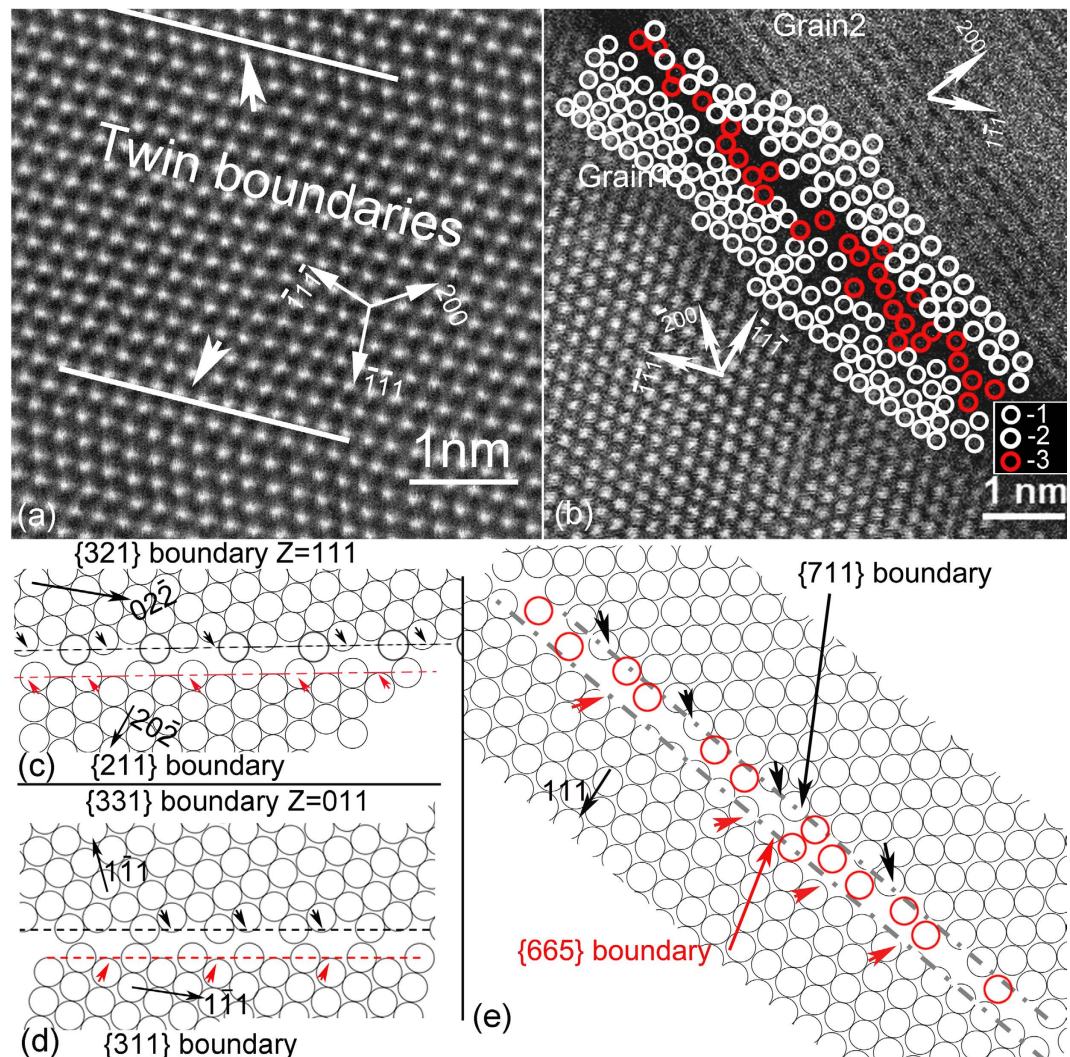 Twin boundaries
1̄11
200
1̄1̄1
1nm
(a)
Grain2
200
11̄1
Grain1
2̄00
1̄11̄
1̄1̄1
-1
-2
-3
1 nm
(b)
{321} boundary Z=111
022̄
202̄
(c)
{211} boundary
{331} boundary Z=011
11̄1
11̄1
(d)
{311} boundary
{711} boundary
111
{665} boundary
(e)